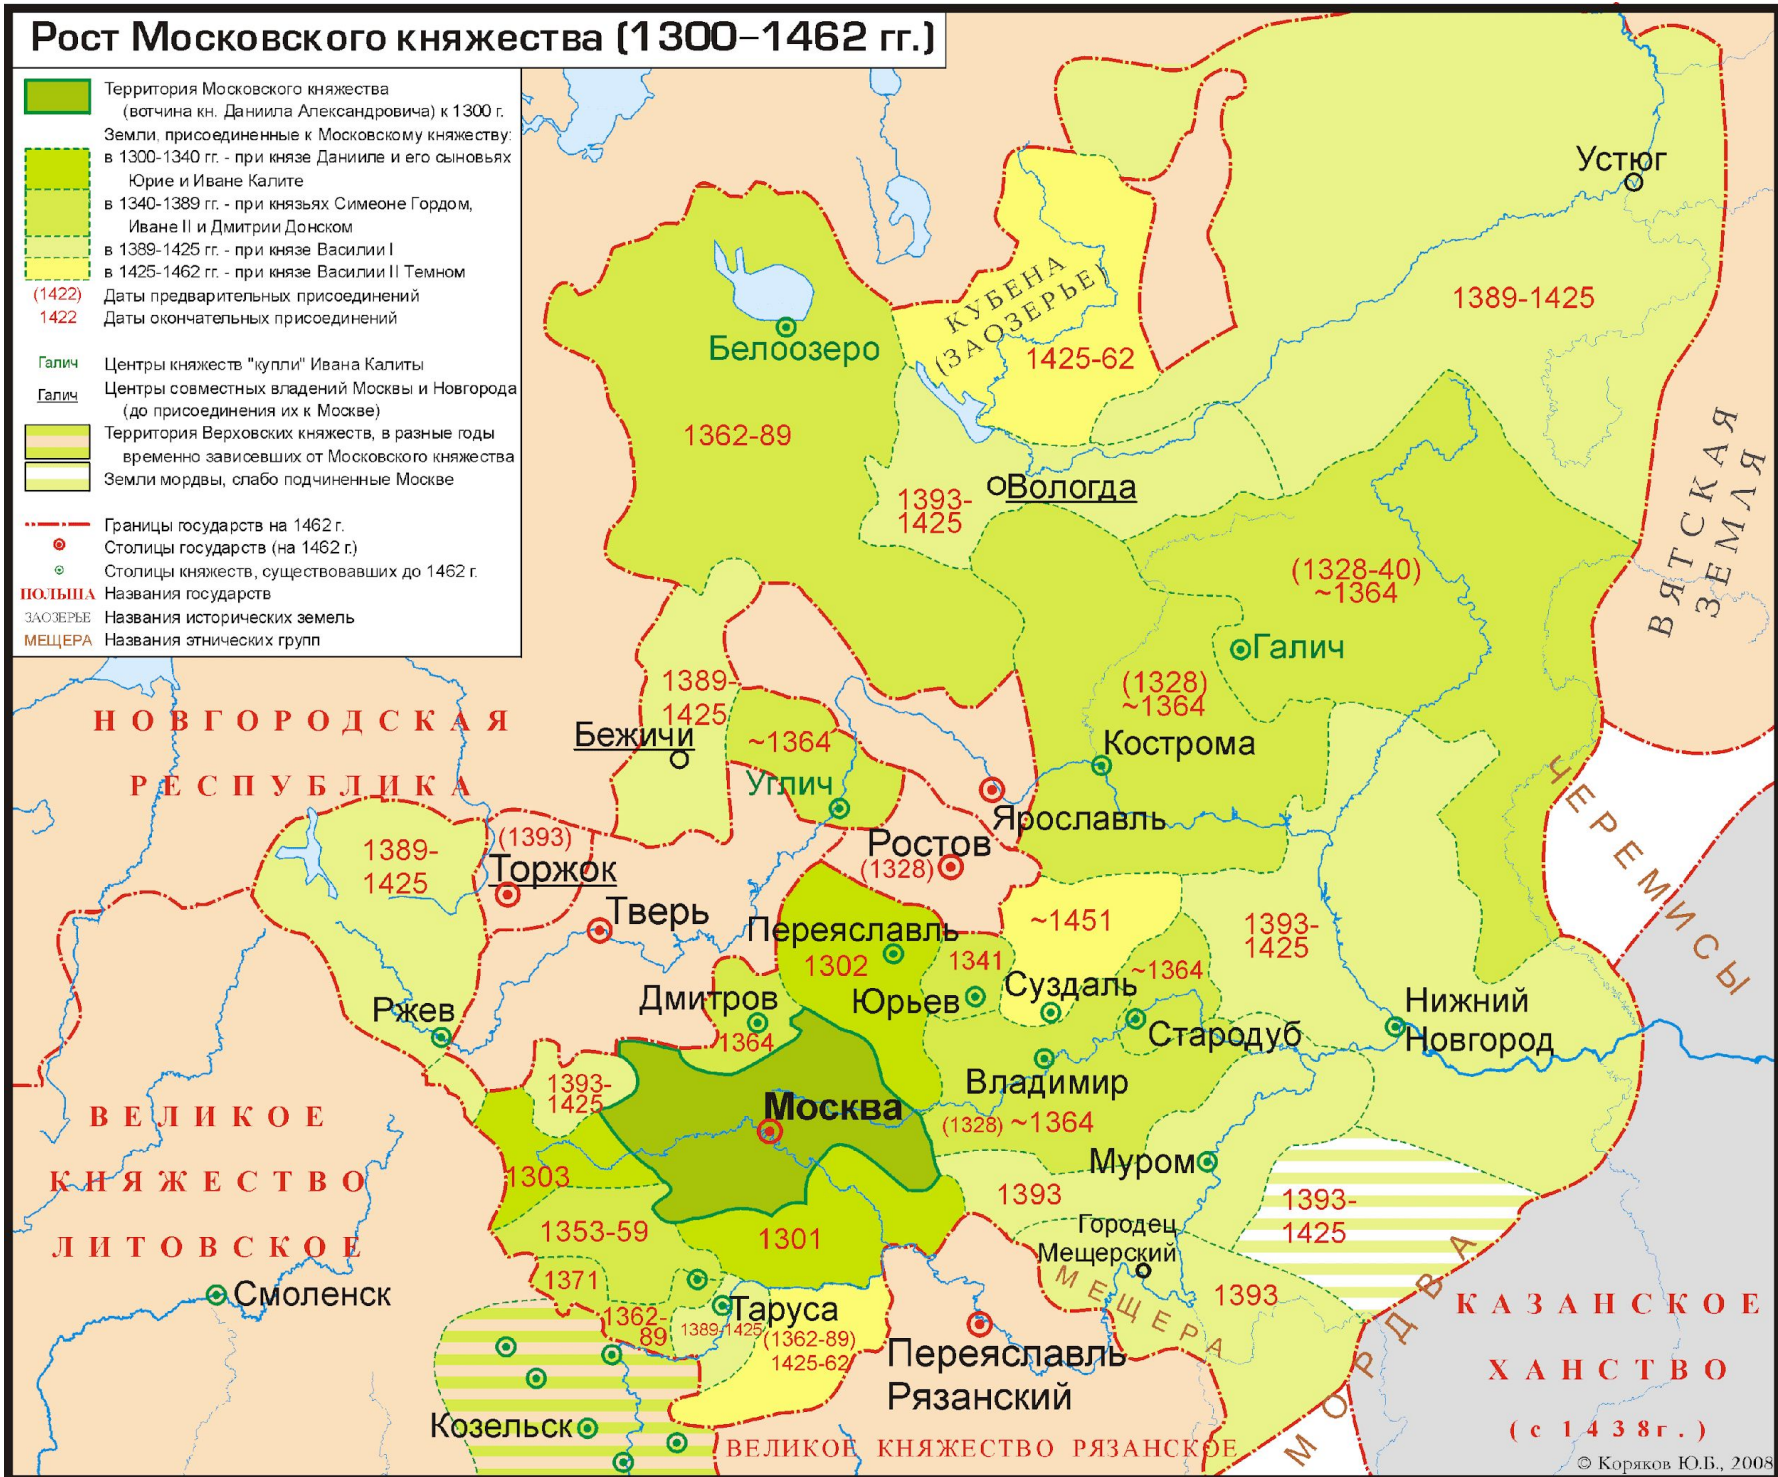 Рост Московского княжества (1300–1462 гг.)
Территория Московского княжества
(вотчина кн. Даниила Александровича) к 1300 г.
Земли, присоединенные к Московскому княжеству:
в 1300-1340 гг. - при князе Данииле и его сыновьях
Юрие и Иване Калите
в 1340-1389 гг. - при князьях Симеоне Гордом,
Иване II и Дмитрии Донском
в 1389-1425 гг. - при князе Василии I
в 1425-1462 гг. - при князе Василии II Темном
(1422) Даты предварительных присоединений
1422 Даты окончательных присоединений
Галич Центры княжеств "купли" Ивана Калиты
Галич Центры совместных владений Москвы и Новгорода
(до присоединения их к Москве)
Территория Верховских княжеств, в разные годы
временно зависевших от Московского княжества
Земли мордвы, слабо подчиненные Москве
Границы государств на 1462 г.
Столицы государств (на 1462 г.)
Столицы княжеств, существовавших до 1462 г.
ПОЛЬША Названия государств
ЗАОЗЕРЬЕ Названия исторических земель
МЕЩЕРА Названия этнических групп
Устюг
1389-1425
КУБЕНА
(ЗАОЗЕРЬЕ)
1425-62
Белоозеро
1362-89
1393-
1425
Вологда
ВЯТСКАЯ
ЗЕМЛЯ
(1328-40)
~1364
Галич
(1328)
~1364
Кострома
1389-
1425
Бежичи
~1364
Углич
НОВГОРОДСКАЯ
РЕСПУБЛИКА
Ярославль
Ростов
(1328)
ЧЕРЕМИСЫ
1389-
1425
(1393)
Торжок
Тверь
Ржев
Переяславль
1302
1341
Юрьев
~1451
Суздаль
~1364
Стародуб
1393-
1425
Нижний
Новгород
Дмитров
1364
Владимир
(1328) ~1364
1393-
1425
Москва
ВЕЛИКОЕ
КНЯЖЕСТВО
ЛИТОВСКОЕ
1303
Муром
1393
1393-
1425
1353-59
1301
Городец
Мещерский
МЕЩЕРА
1393
МОРДВА
1371
Смоленск
1362-
89
Таруса
1389-1425
(1362-89)
1425-62
Переяславль
Рязанский
Козельск
ВЕЛИКОЕ КНЯЖЕСТВО РЯЗАНСКОЕ
КАЗАНСКОЕ
ХАНСТВО
(с 1438г.)
© Коряков Ю.Б., 2008